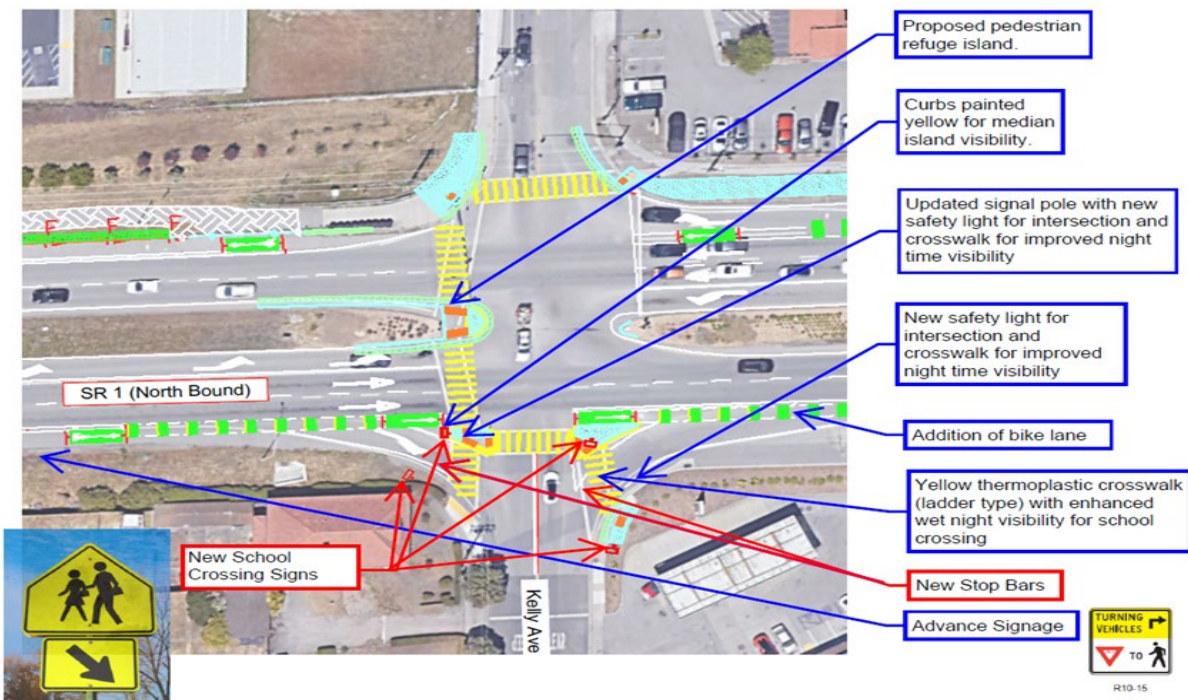 Proposed pedestrian
refuge island.
Curbs painted
yellow for median
island visibility.
Updated signal pole with new
safety light for intersection and
crosswalk for improved night
time visibility
New safety light for
intersection and
crosswalk for improved
night time visibility
SR 1 (North Bound)
Addition of bike lane
Yellow thermoplastic crosswalk
(ladder type) with enhanced
wet night visibility for school
crossing
New School
Crossing Signs
New Stop Bars
Kelly Ave
Advance Signage
TURNING
VEHICLES
TO
R10-15